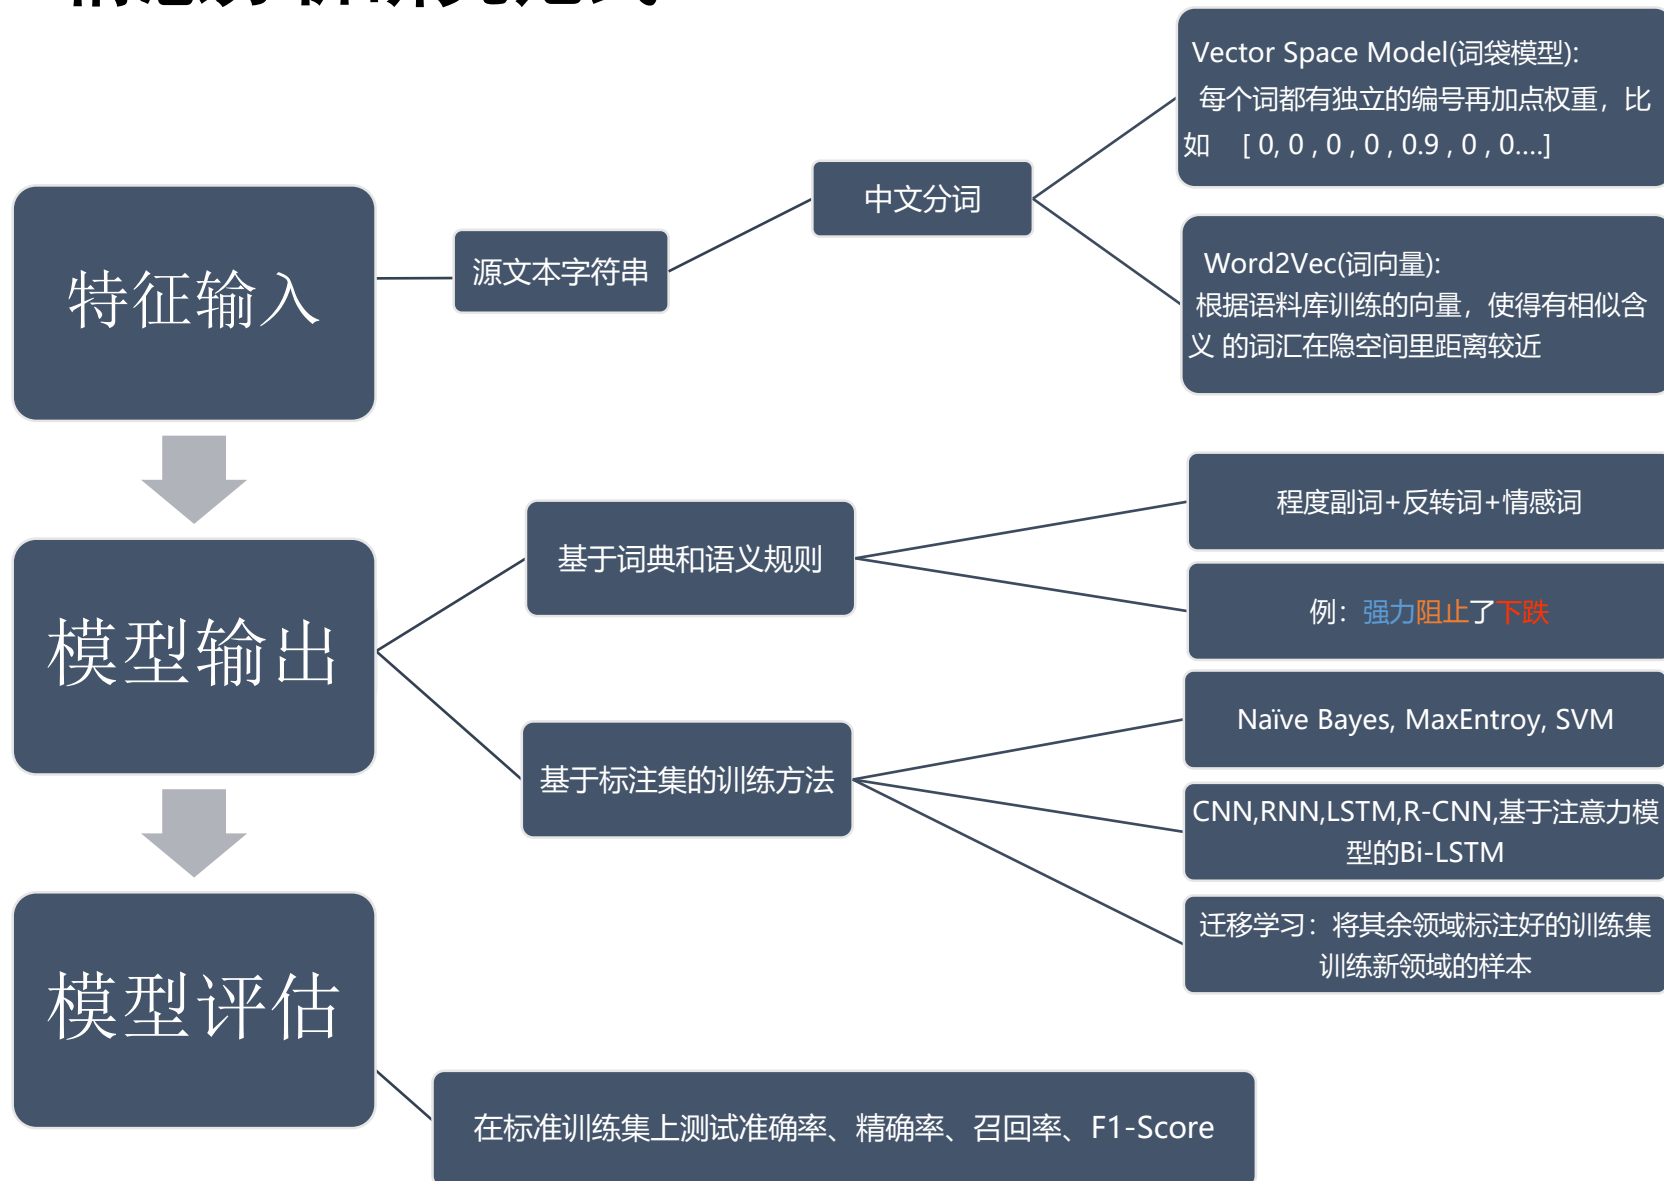 特征输入
源文本字符串
中文分词
Vector Space Model(词袋模型):
每个词都有独立的编号再加点权重，比
如 [ 0, 0 , 0 , 0 , 0.9 , 0 , 0....]
Word2Vec(词向量):
根据语料库训练的向量，使得有相似含
义 的词汇在隐空间里距离较近
模型输出
基于词典和语义规则
程度副词+反转词+情感词
例：强力阻止了下跌
基于标注集的训练方法
Naïve Bayes, MaxEntroy, SVM
CNN,RNN,LSTM,R-CNN,基于注意力模
型的Bi-LSTM
迁移学习：将其余领域标注好的训练集
训练新领域的样本
模型评估
在标准训练集上测试准确率、精确率、召回率、F1-Score